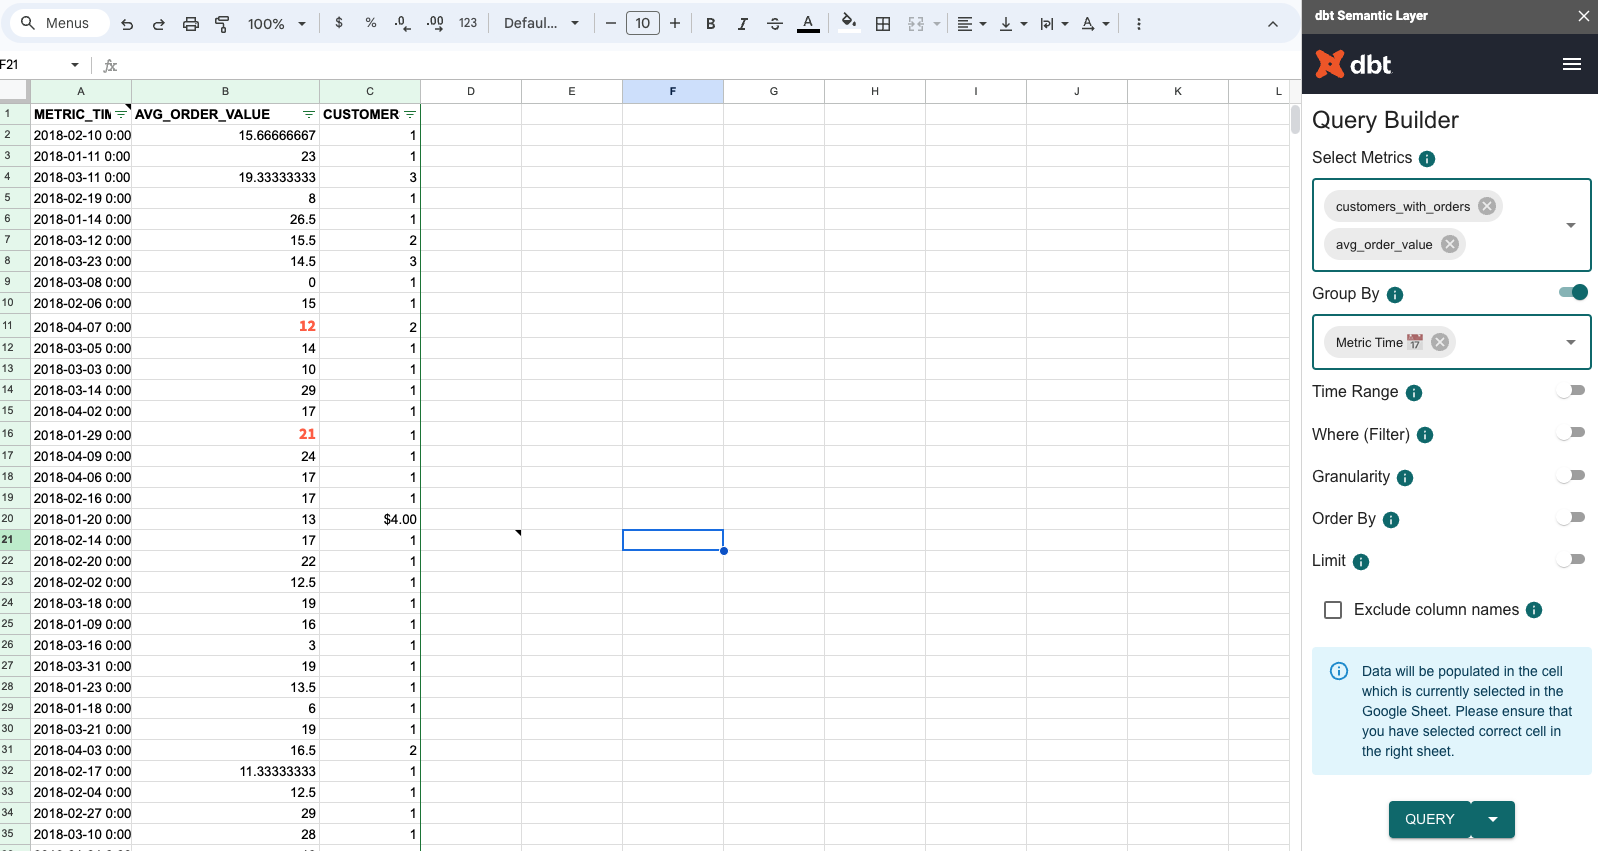 Menus
100%
$
%
.0
.00
123
Defaul...
10
B
I
A
dbt Semantic Layer
F21
fx
dbt
A B C D E F G H I J K L
1 METRIC_TIM AVG_ORDER_VALUE CUSTOMER
2 2018-02-10 0:00 15.66666667 1
3 2018-01-11 0:00 23 1
4 2018-03-11 0:00 19.33333333 3
5 2018-02-19 0:00 8 1
6 2018-01-14 0:00 26.5 1
7 2018-03-12 0:00 15.5 2
8 2018-03-23 0:00 14.5 3
9 2018-03-08 0:00 0 1
10 2018-02-06 0:00 15 1
11 2018-04-07 0:00 12 2
12 2018-03-05 0:00 14 1
13 2018-03-03 0:00 10 1
14 2018-03-14 0:00 29 1
15 2018-04-02 0:00 17 1
16 2018-01-29 0:00 21 1
17 2018-04-09 0:00 24 1
18 2018-04-06 0:00 17 1
19 2018-02-16 0:00 17 1
20 2018-01-20 0:00 13 $4.00
21 2018-02-14 0:00 17 1
22 2018-02-20 0:00 22 1
23 2018-02-02 0:00 12.5 1
24 2018-03-18 0:00 19 1
25 2018-01-09 0:00 16 1
26 2018-03-16 0:00 3 1
27 2018-03-31 0:00 19 1
28 2018-01-23 0:00 13.5 1
29 2018-01-18 0:00 6 1
30 2018-03-21 0:00 19 1
31 2018-04-03 0:00 16.5 2
32 2018-02-17 0:00 11.33333333 1
33 2018-02-04 0:00 12.5 1
34 2018-02-27 0:00 29 1
35 2018-03-10 0:00 28 1
Query Builder
Select Metrics
customers_with_orders
avg_order_value
Group By
Metric Time 17
Time Range
Where (Filter)
Granularity
Order By
Limit
Exclude column names
Data will be populated in the cell
which is currently selected in the
Google Sheet. Please ensure that
you have selected correct cell in
the right sheet.
QUERY